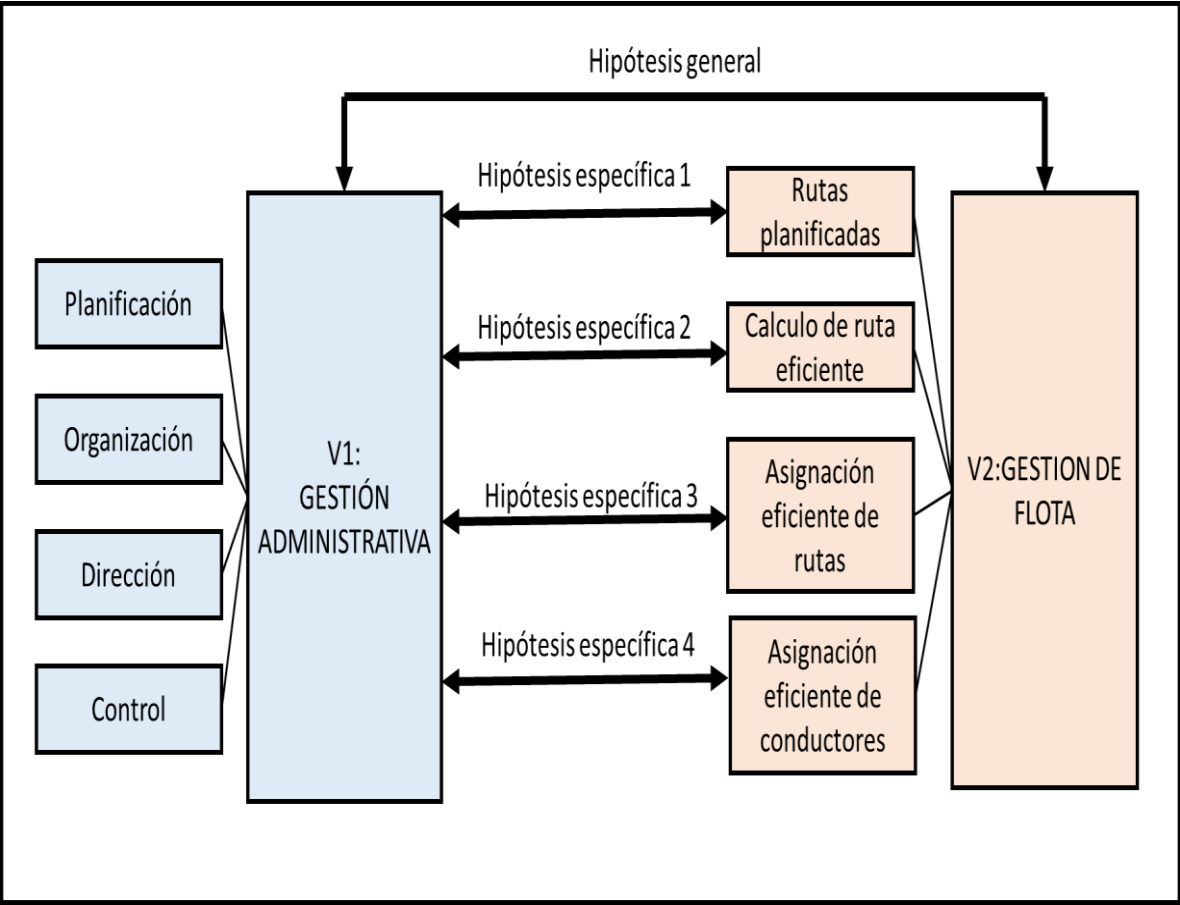 Hipótesis general
Hipótesis específica 1
Rutas
planificadas
Planificación
Hipótesis específica 2
Calculo de ruta
eficiente
Organización
V1:
GESTIÓN
ADMINISTRATIVA
Hipótesis específica 3
Asignación
eficiente de
rutas
V2:GESTION DE
FLOTA
Dirección
Hipótesis específica 4
Asignación
eficiente de
conductores
Control